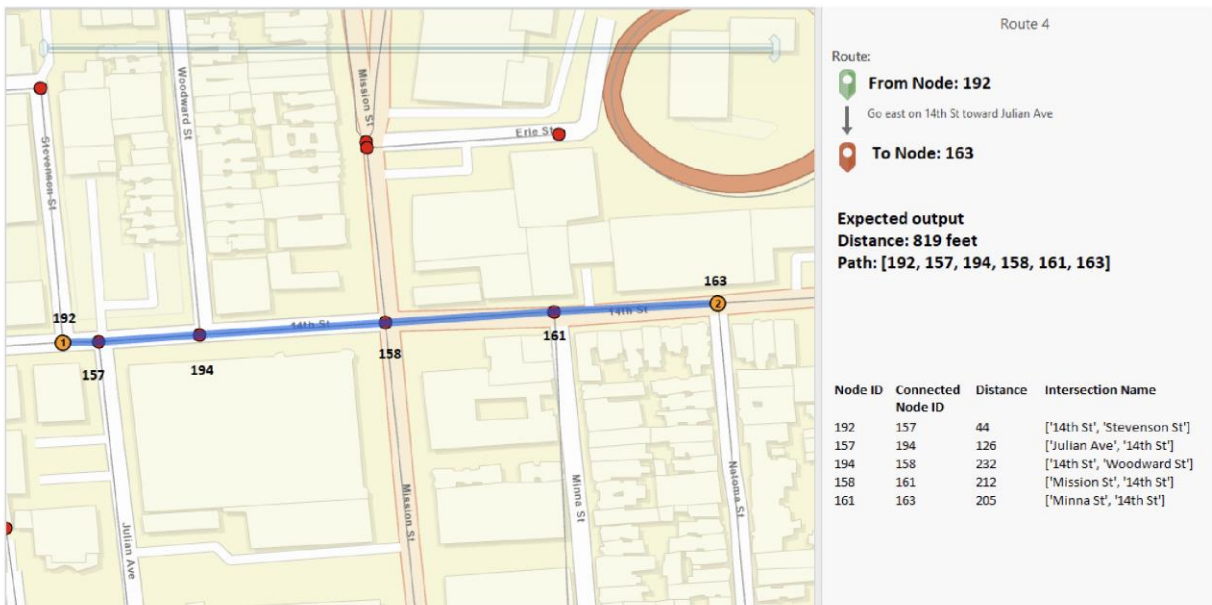 Route 4
Route:
From Node: 192
Go east on 14th St toward Julian Ave
To Node: 163
Expected output
Distance: 819 feet
Path: [192, 157, 194, 158, 161, 163]
Node ID Connected Node ID Distance Intersection Name
192 157 44 ['14th St', 'Stevenson St']
157 194 126 ['Julian Ave', '14th St']
194 158 232 ['14th St', 'Woodward St']
158 161 212 ['Mission St', '14th St']
161 163 205 ['Minna St', '14th St']
Woodward St
Mission St
Erie St
Stevenson St
163
192
1
2
14th St
14th St
157
194
158
161
Julian Ave
Mission St
Minna St
Natoma St